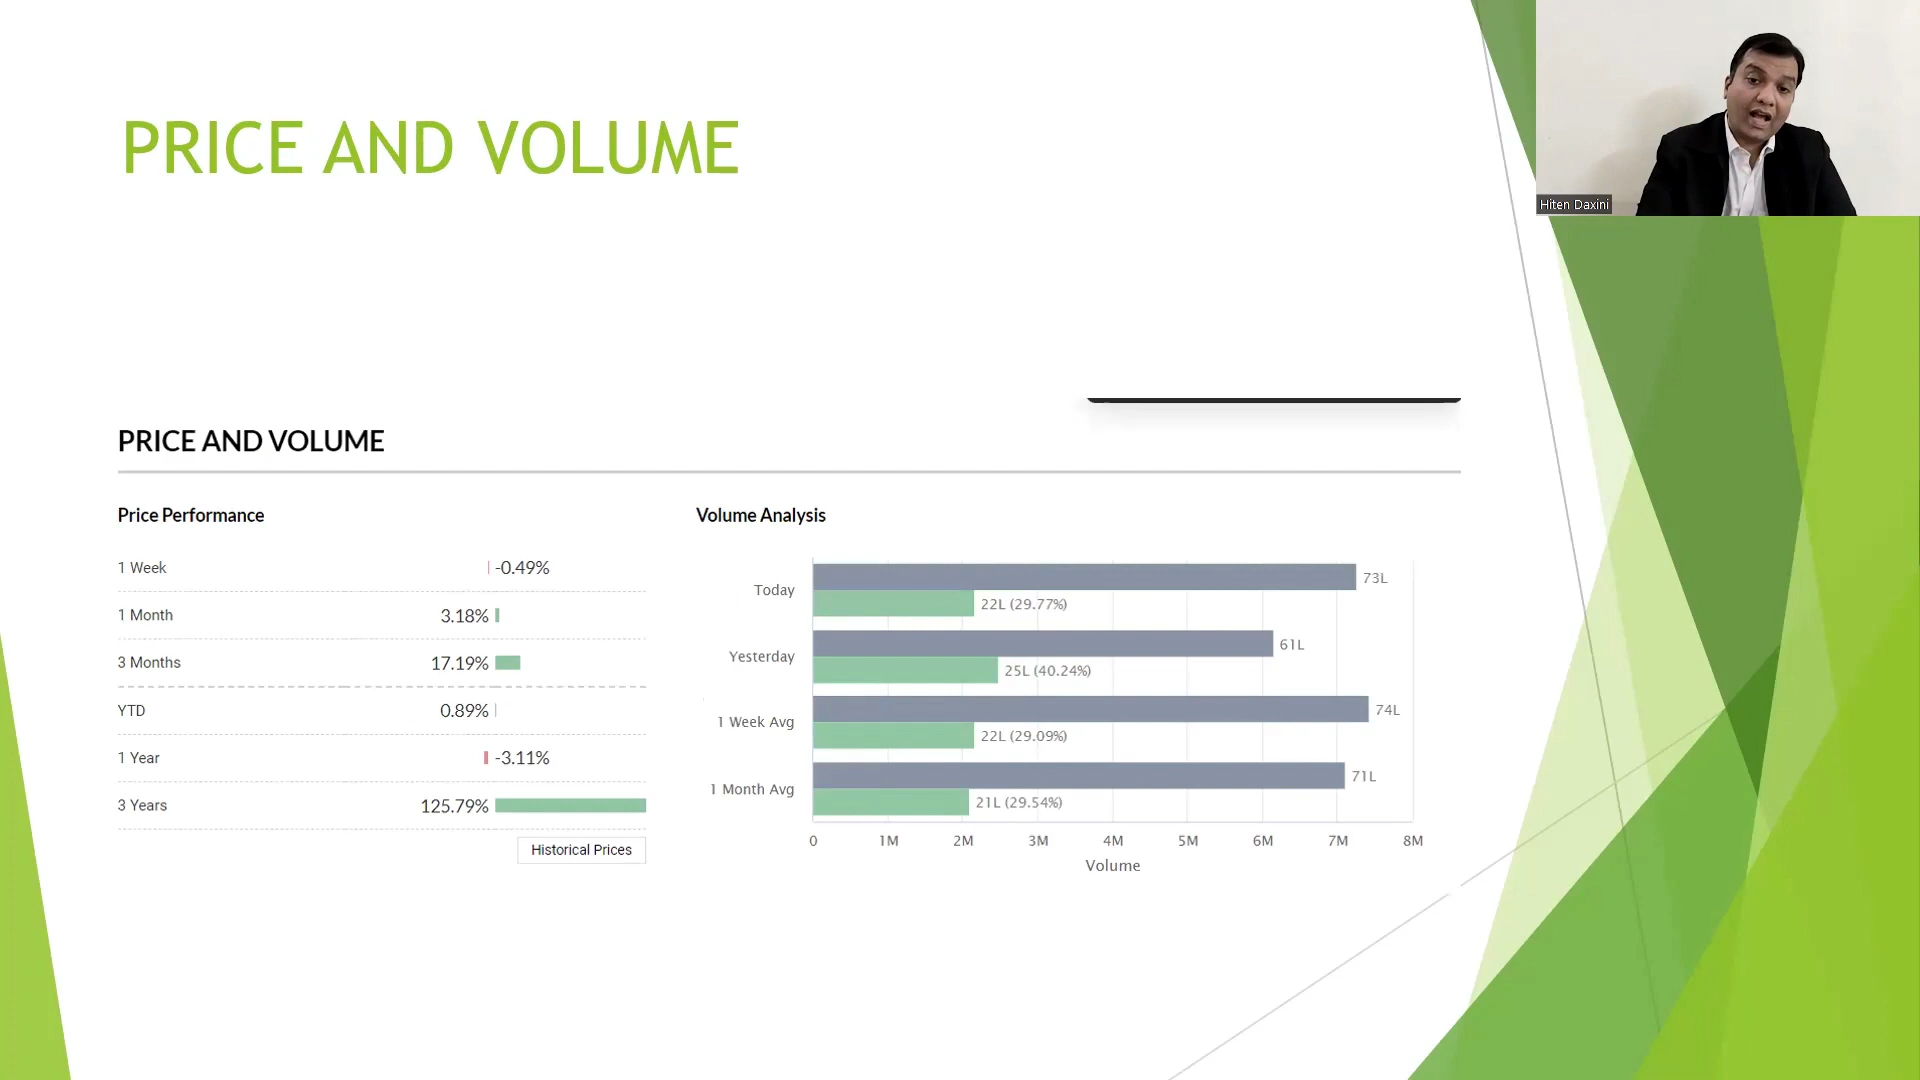 PRICE AND VOLUME
Hiten Daxini
PRICE AND VOLUME
Price Performance
1 Week -0.49%
1 Month 3.18%
3 Months 17.19%
YTD 0.89%
1 Year -3.11%
3 Years 125.79%
Historical Prices
Volume Analysis
Today 73L
22L (29.77%)
Yesterday 61L
25L (40.24%)
1 Week Avg 74L
22L (29.09%)
1 Month Avg 71L
21L (29.54%)
0 1M 2M 3M 4M 5M 6M 7M 8M
Volume